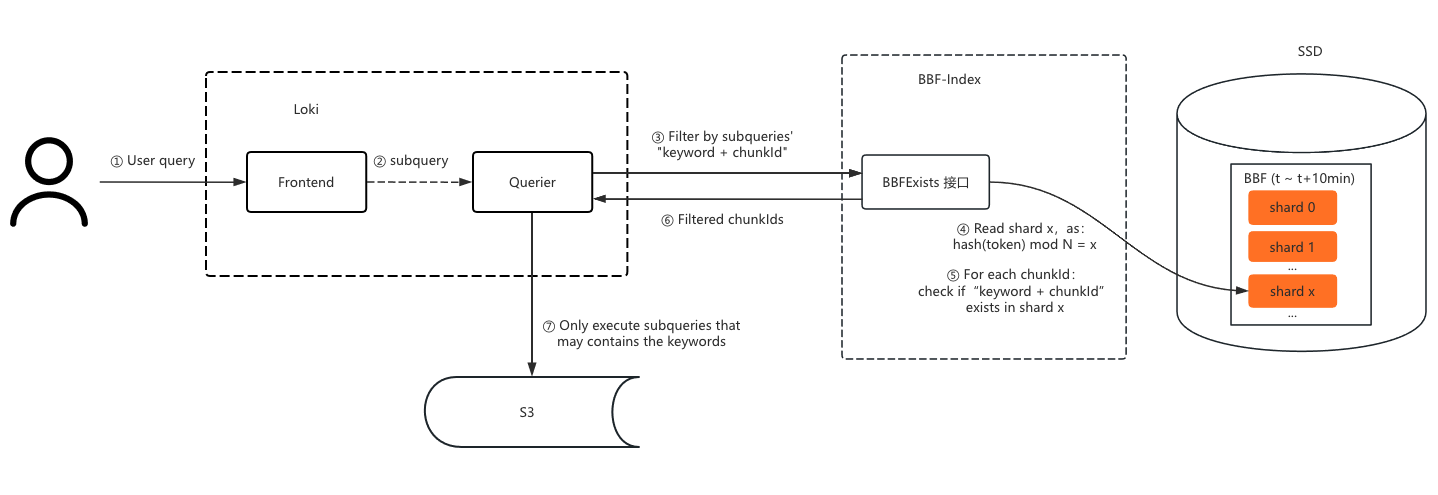 Loki
① User query
Frontend
② subquery
Querier
③ Filter by subqueries'
"keyword + chunkId"
⑥ Filtered chunkIds
⑦ Only execute subqueries that
may contains the keywords
S3
BBF-Index
BBFExists 接口
④ Read shard x，as:
hash(token) mod N = x
⑤ For each chunkId：
check if “keyword + chunkId”
exists in shard x
SSD
BBF (t ~ t+10min)
shard 0
shard 1
...
shard x
...